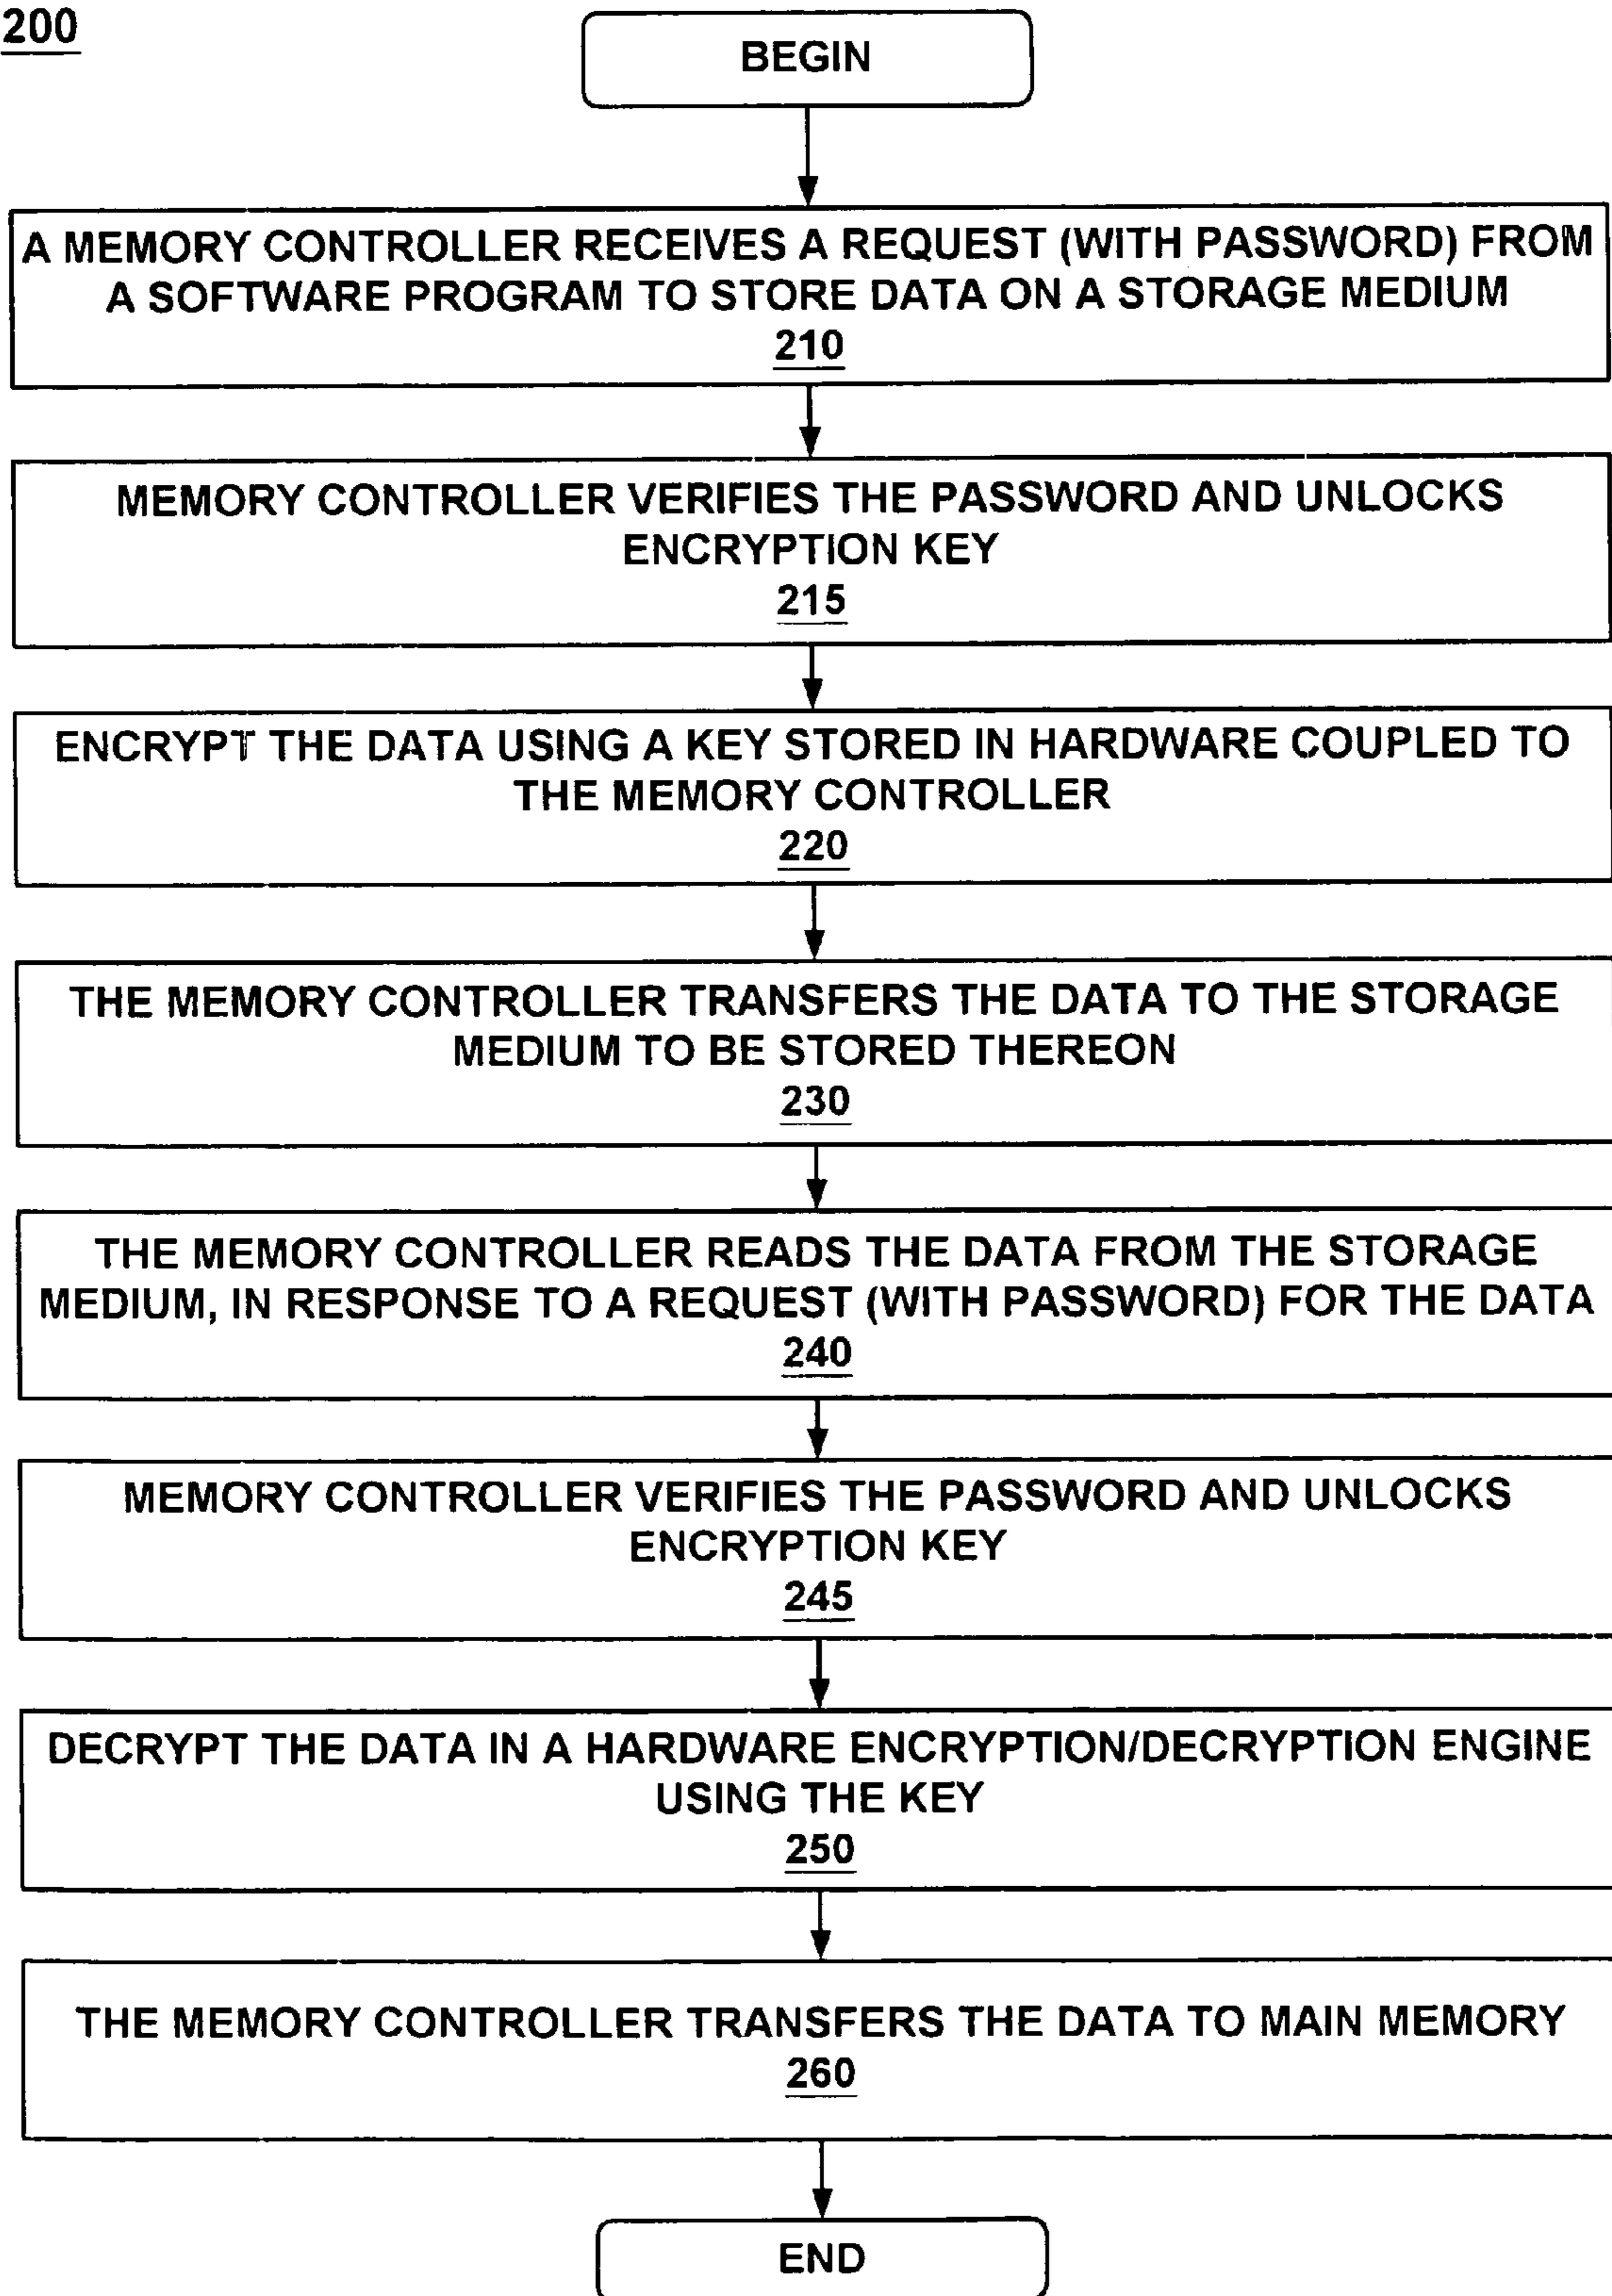 200
BEGIN
A MEMORY CONTROLLER RECEIVES A REQUEST (WITH PASSWORD) FROM
A SOFTWARE PROGRAM TO STORE DATA ON A STORAGE MEDIUM
210
MEMORY CONTROLLER VERIFIES THE PASSWORD AND UNLOCKS
ENCRYPTION KEY
215
ENCRYPT THE DATA USING A KEY STORED IN HARDWARE COUPLED TO
THE MEMORY CONTROLLER
220
THE MEMORY CONTROLLER TRANSFERS THE DATA TO THE STORAGE
MEDIUM TO BE STORED THEREON
230
THE MEMORY CONTROLLER READS THE DATA FROM THE STORAGE
MEDIUM, IN RESPONSE TO A REQUEST (WITH PASSWORD) FOR THE DATA
240
MEMORY CONTROLLER VERIFIES THE PASSWORD AND UNLOCKS
ENCRYPTION KEY
245
DECRYPT THE DATA IN A HARDWARE ENCRYPTION/DECRYPTION ENGINE
USING THE KEY
250
THE MEMORY CONTROLLER TRANSFERS THE DATA TO MAIN MEMORY
260
END